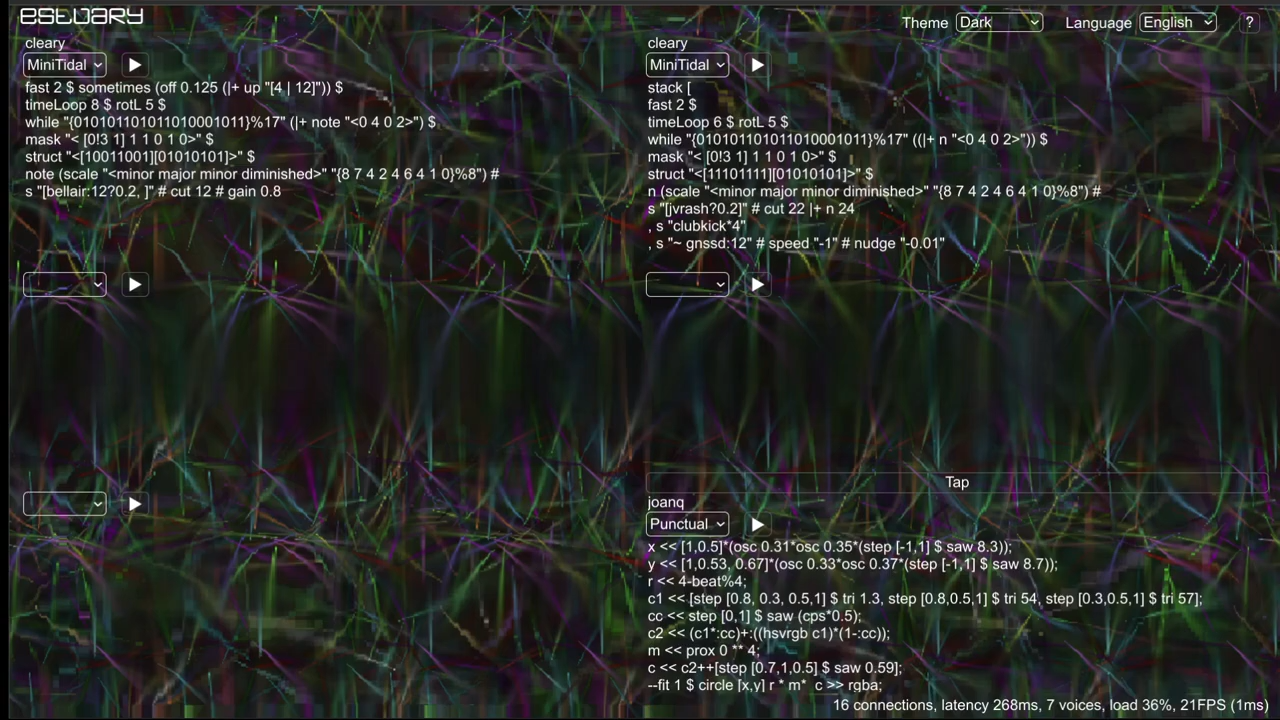 estuary
Theme Dark Language English ?
cleary
MiniTidal
fast 2 $ sometimes (off 0.125 (|+ up "[4 | 12]")) $
timeLoop 8 $ rotL 5 $
while "{010101101011010001011}%17" (|+ note "<0 4 0 2>") $
mask "< [0!3 1] 1 1 0 1 0>" $
struct "<[10011001][01010101]>" $
note (scale "<minor major minor diminished>" "{8 7 4 2 4 6 4 1 0}%8") #
s "[bellair:12?0.2, ]" # cut 12 # gain 0.8
cleary
MiniTidal
stack [
fast 2 $
timeLoop 6 $ rotL 5 $
while "{010101101011010001011}%17" ((|+ n "<0 4 0 2>")) $
mask "< [0!3 1] 1 1 0 1 0>" $
struct "<[11101111][01010101]>" $
n (scale "<minor major minor diminished>" "{8 7 4 2 4 6 4 1 0}%8") #
s "[jvrash?0.2]" # cut 22 |+ n 24
, s "clubkick*4"
, s "~ gnssd:12" # speed "-1" # nudge "-0.01"
Tap
joanq
Punctual
x << [1,0.5]*(osc 0.31*osc 0.35*(step [-1,1] $ saw 8.3));
y << [1,0.53, 0.67]*(osc 0.33*osc 0.37*(step [-1,1] $ saw 8.7));
r << 4-beat%4;
c1 << [step [0.8, 0.3, 0.5,1] $ tri 1.3, step [0.8,0.5,1] $ tri 54, step [0.3,0.5,1] $ tri 57];
cc << step [0,1] $ saw (cps*0.5);
c2 << (c1*:cc)+:((hsvrgb c1)*(1-:cc));
m << prox 0 ** 4;
c << c2++[step [0.7,1,0.5] $ saw 0.59];
--fit 1 $ circle [x,y] r * m* c >> rgba;
16 connections, latency 268ms, 7 voices, load 36%, 21FPS (1ms)